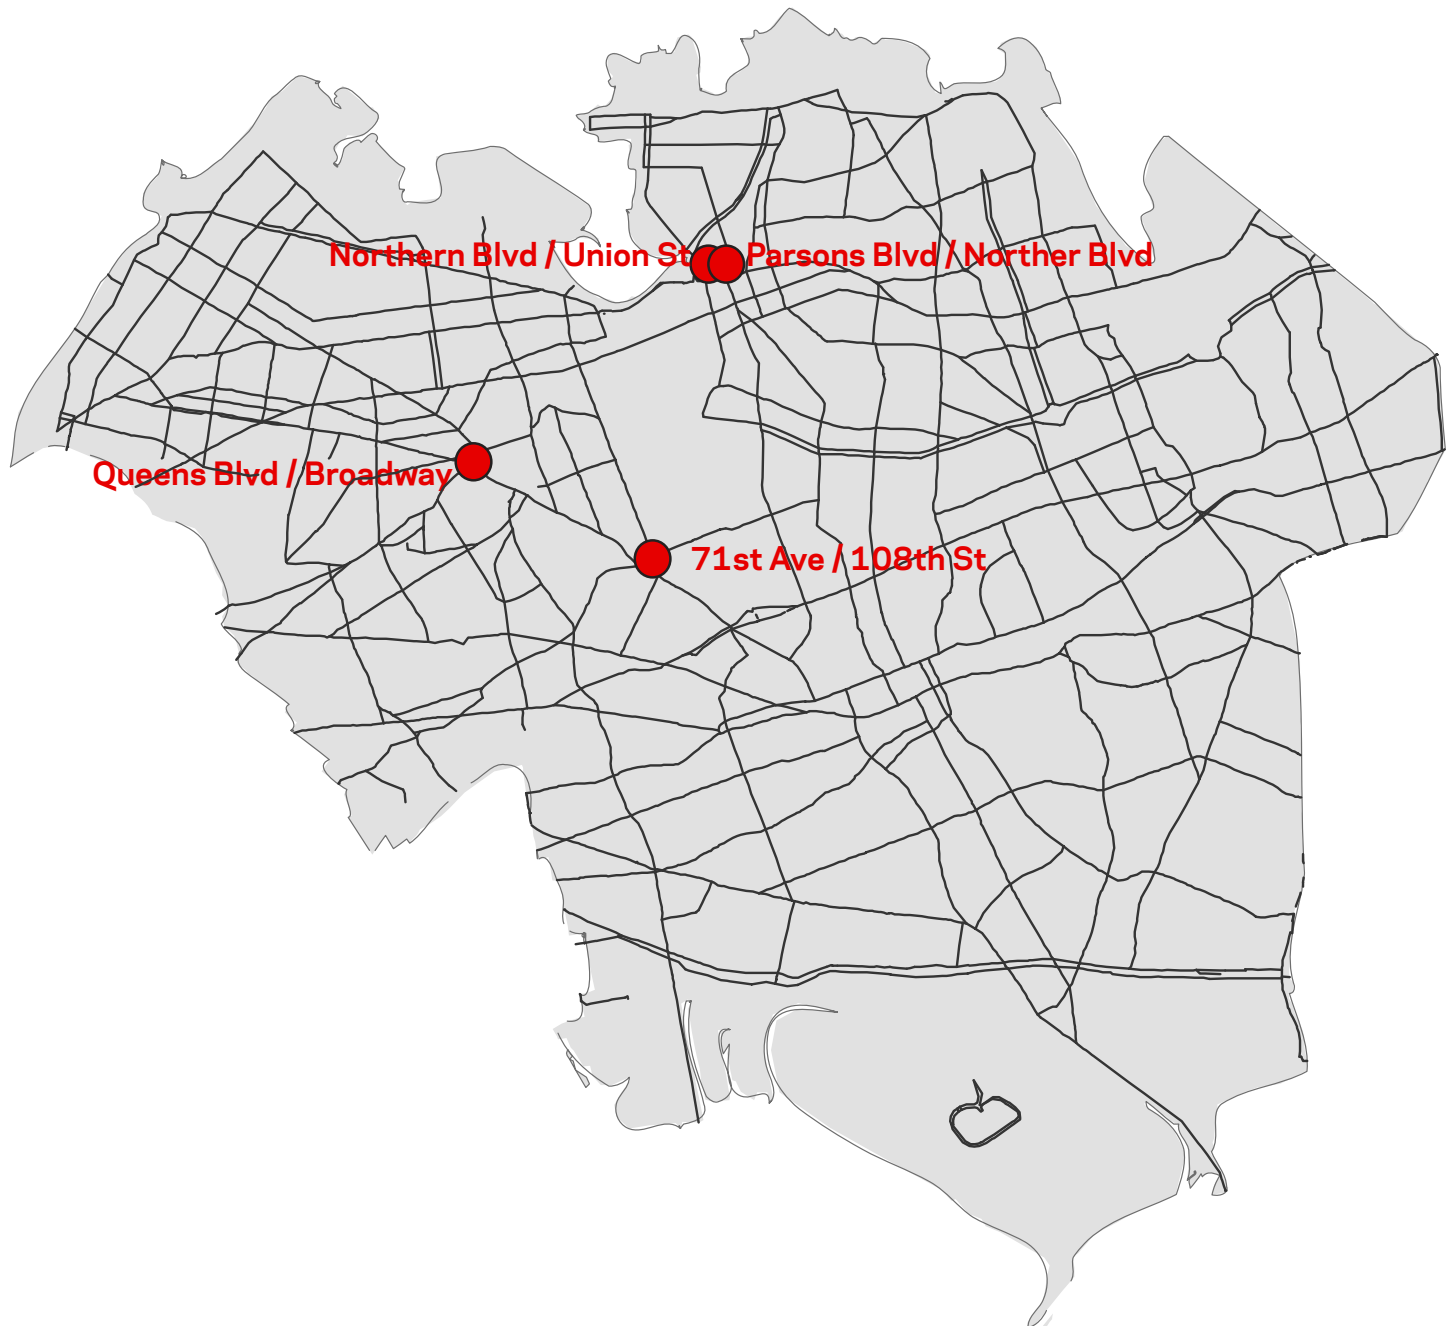 Northern Blvd / Union St
Parsons Blvd / Norther Blvd
Queens Blvd / Broadway
71st Ave / 108th St